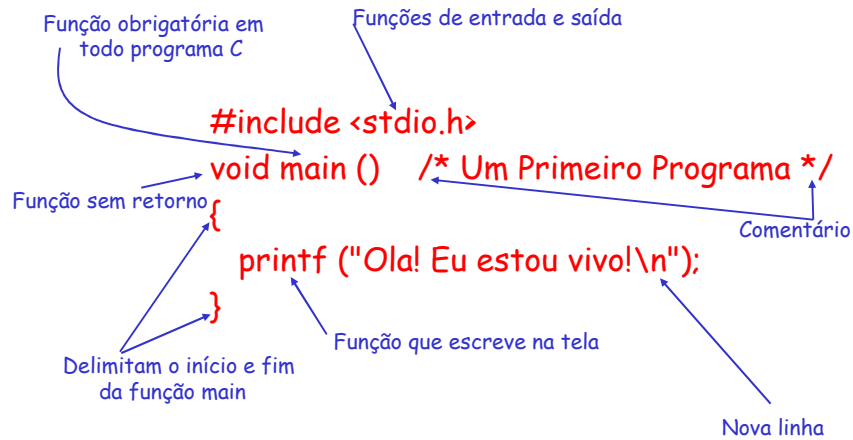 Função obrigatória em
todo programa C
Funções de entrada e saída
#include <stdio.h>
void main () /* Um Primeiro Programa */
Função sem retorno
{
Comentário
printf ("Ola! Eu estou vivo!\n");
}
Função que escreve na tela
Delimitam o início e fim
da função main
Nova linha